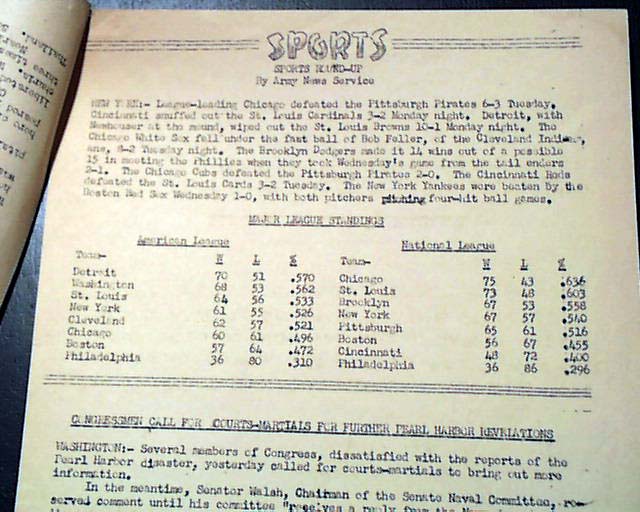 SPORTS
SPORTS ROUND-UP
By Army News Service
NEW YORK:- League-leading Chicago defeated the Pittsburgh Pirates 6-3 Tuesday.
Cincinnati snuffed out the St. Louis Cardinals 3-2 Monday night. Detroit, with
Newhouser at the mound, wiped out the St. Louis Browns 10-1 Monday night. The
Chicago White Sox fell under the fast ball of Bob Feller, of the Cleveland Indians,
ans, 8-2 Tuesday night. The Brooklyn Dodgers made it 14 wins out of a possible
15 in meeting the Phillies when they took Wednesday's game from the tail enders
2-1. The Chicago Cubs defeated the Pittsburgh Pirates 2-0. The Cincinnati Reds
defeated the St. Louis Cards 3-2 Tuesday. The New York Yankees were beaten by the
Boston Red Sox Wednesday 1-0, with both pitchers pitching four-hit ball games.
MAJOR LEAGUE STANDINGS
American League
Team- W L %
Detroit 70 51 .570
Washington 68 53 .562
St. Louis 64 56 .533
New York 61 55 .526
Cleveland 62 57 .521
Chicago 60 61 .496
Boston 57 64 .472
Philadelphia 36 80 .310
National League
Team- W L %
Chicago 75 43 .636
St. Louis 73 48 .603
Brooklyn 67 53 .558
New York 67 57 .540
Pittsburgh 65 61 .516
Boston 56 67 .455
Cincinnati 48 72 .400
Philadelphia 36 86 .296
CONGRESSMEN CALL FOR COURTS-MARTIALS FOR FURTHER PEARL HARBOR REVELATIONS
WASHINGTON:- Several members of Congress, dissatisfied with the reports of the
Pearl Harbor disaster, yesterday called for courts-martials to bring out more
information.
In the meantime, Senator Walsh, Chairman of the Senate Naval Committee, re-
served comment until his committee "receives a reply from the